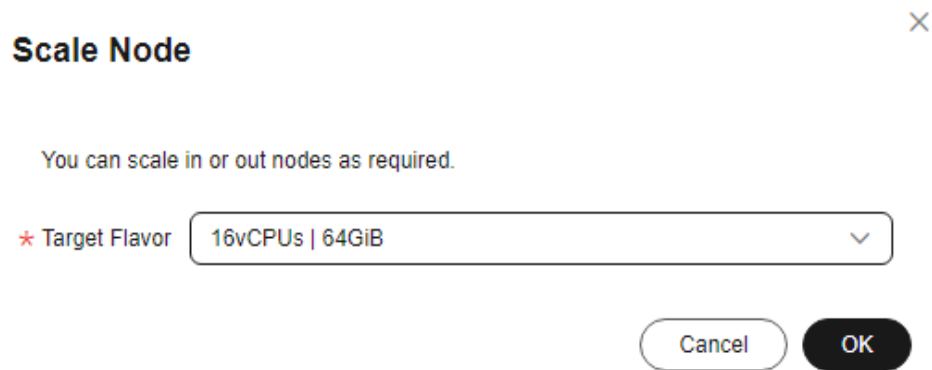 Scale Node
You can scale in or out nodes as required.
* Target Flavor 16vCPUs | 64GiB
Cancel OK